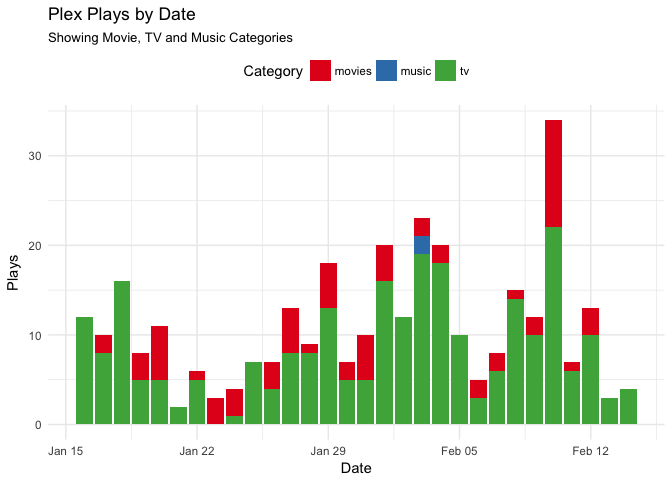 Plex Plays by Date
Showing Movie, TV and Music Categories
Category movies music tv
30
20
10
0
Plays
Jan 15 Jan 22 Jan 29 Feb 05 Feb 12
Date